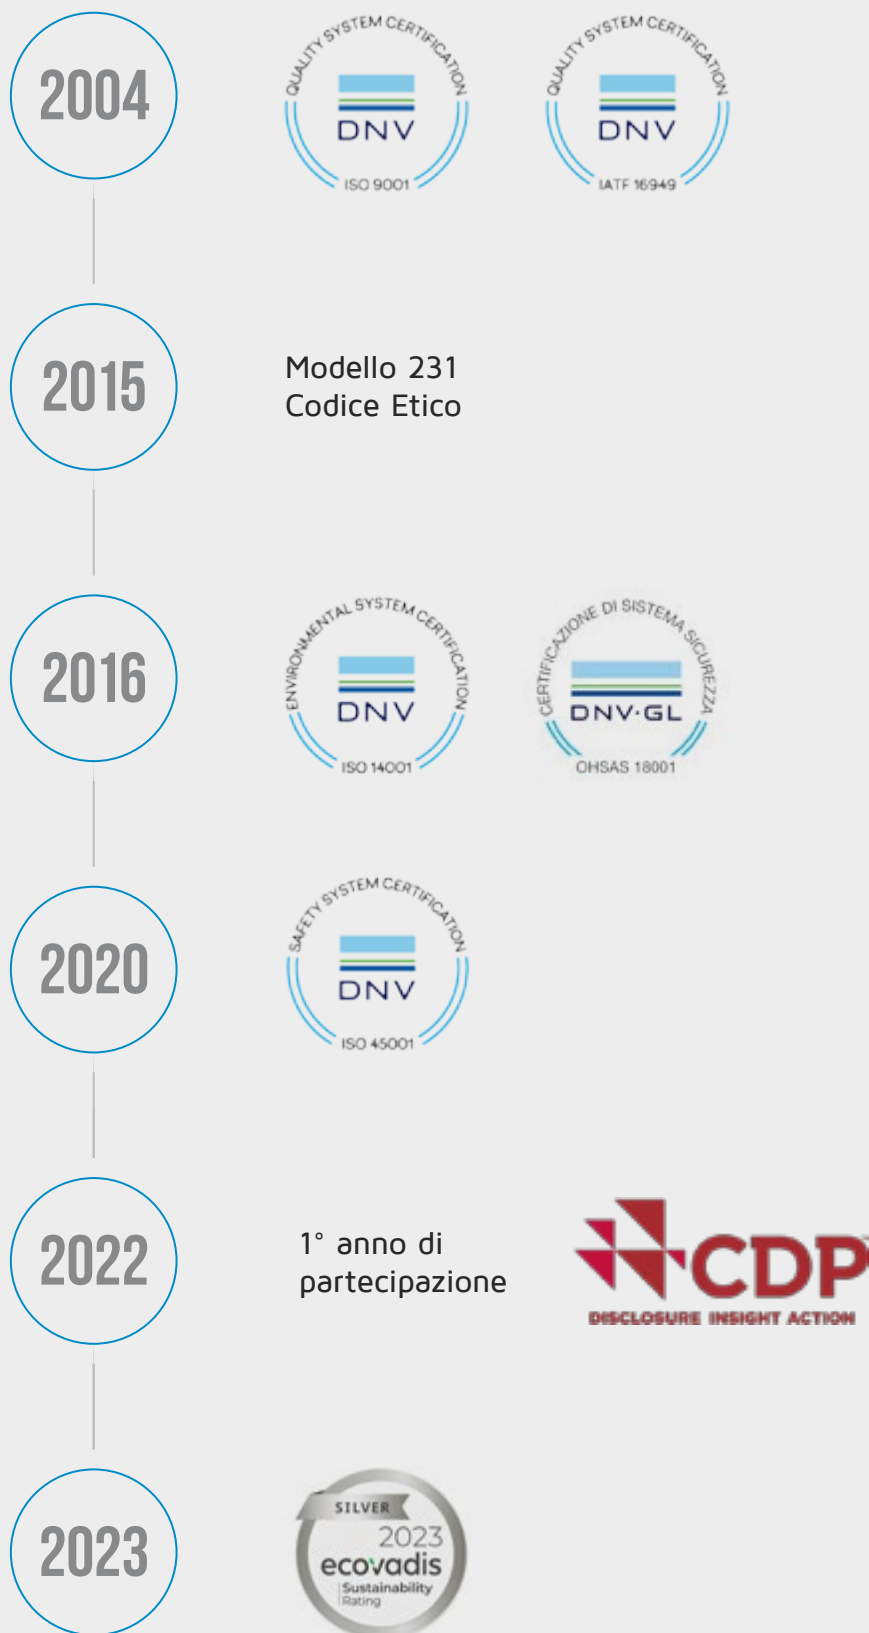 2004
QUALITY SYSTEM CERTIFICATION
DNV
ISO 9001
QUALITY SYSTEM CERTIFICATION
DNV
IATF 16949
2015
Modello 231
Codice Etico
2016
ENVIRONMENTAL SYSTEM CERTIFICATION
DNV
ISO 14001
CERTIFICAZIONE DI SISTEMA SICUREZZA
DNV·GL
OHSAS 18001
2020
SAFETY SYSTEM CERTIFICATION
DNV
ISO 45001
2022
1° anno di
partecipazione
CDP
DISCLOSURE INSIGHT ACTION
2023
SILVER
2023
ecovadis
Sustainability
Rating